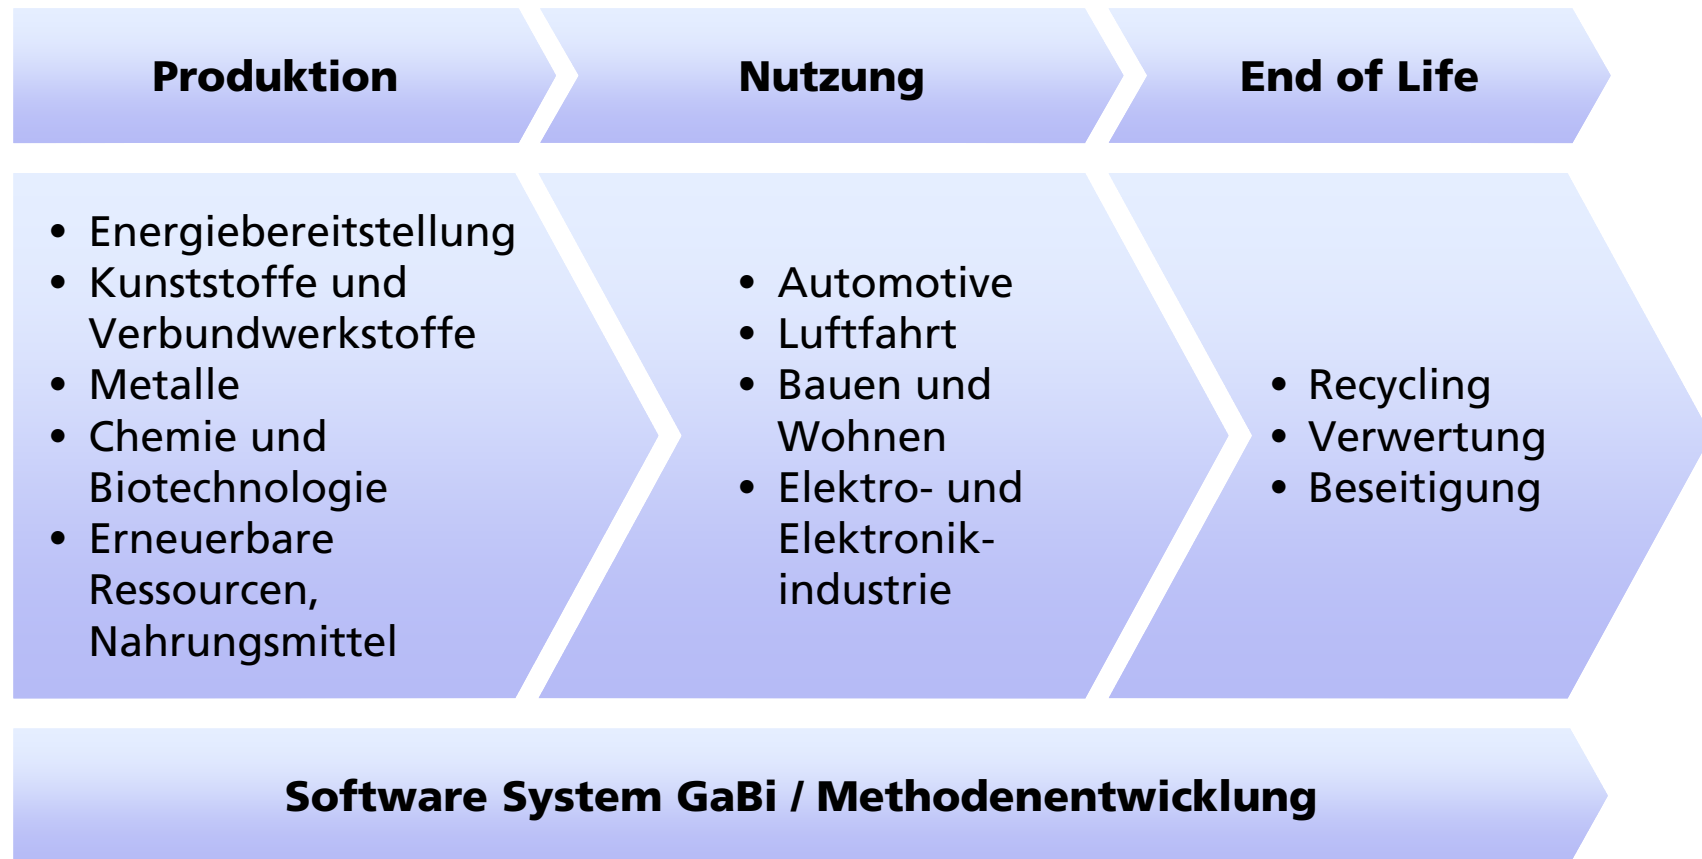 Produktion
Nutzung
End of Life
• Energiebereitstellung
• Kunststoffe und
Verbundwerkstoffe
• Metalle
• Chemie und
Biotechnologie
• Erneuerbare
Ressourcen,
Nahrungsmittel
• Automotive
• Luftfahrt
• Bauen und
Wohnen
• Elektro- und
Elektronik-
industrie
• Recycling
• Verwertung
• Beseitigung
Software System GaBi / Methodenentwicklung